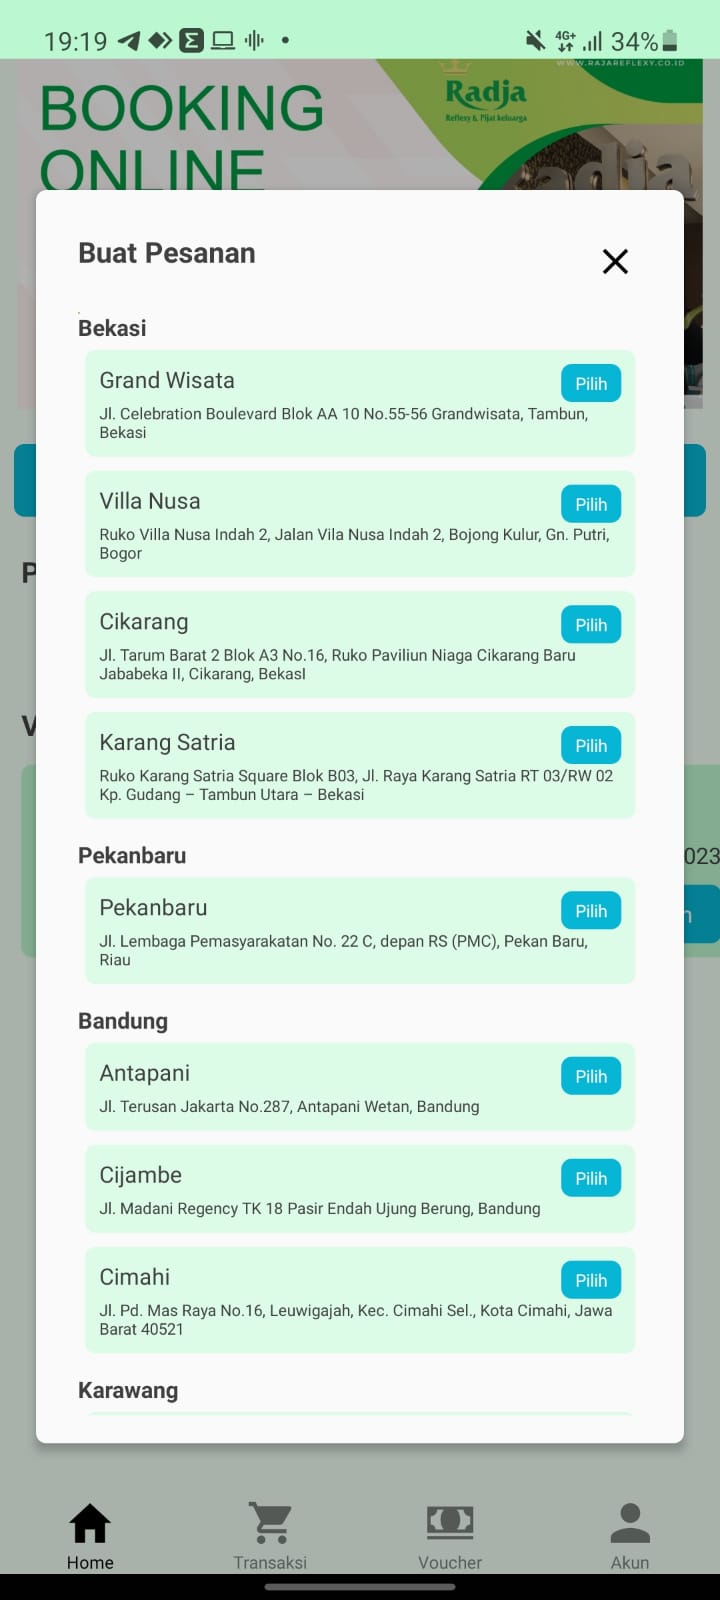 19:19
4G+
34%
WWW.RAJAREFLEXY.CO.ID
BOOKING
ONLINE
Radja
Reflexy & Pijat keluarga
adja
Buat Pesanan
Bekasi
Grand Wisata
Pilih
Jl. Celebration Boulevard Blok AA 10 No.55-56 Grandwisata, Tambun,
Bekasi
Villa Nusa
Pilih
Ruko Villa Nusa Indah 2, Jalan Vila Nusa Indah 2, Bojong Kulur, Gn. Putri,
Bogor
Cikarang
Pilih
Jl. Tarum Barat 2 Blok A3 No.16, Ruko Paviliun Niaga Cikarang Baru
Jababeka II, Cikarang, BekasI
Karang Satria
Pilih
Ruko Karang Satria Square Blok B03, Jl. Raya Karang Satria RT 03/RW 02
Kp. Gudang – Tambun Utara – Bekasi
Pekanbaru
023
Pekanbaru
Pilih
Jl. Lembaga Pemasyarakatan No. 22 C, depan RS (PMC), Pekan Baru,
Riau
Bandung
Antapani
Pilih
Jl. Terusan Jakarta No.287, Antapani Wetan, Bandung
Cijambe
Pilih
Jl. Madani Regency TK 18 Pasir Endah Ujung Berung, Bandung
Cimahi
Pilih
Jl. Pd. Mas Raya No.16, Leuwigajah, Kec. Cimahi Sel., Kota Cimahi, Jawa
Barat 40521
Karawang
Home
Transaksi
Voucher
Akun